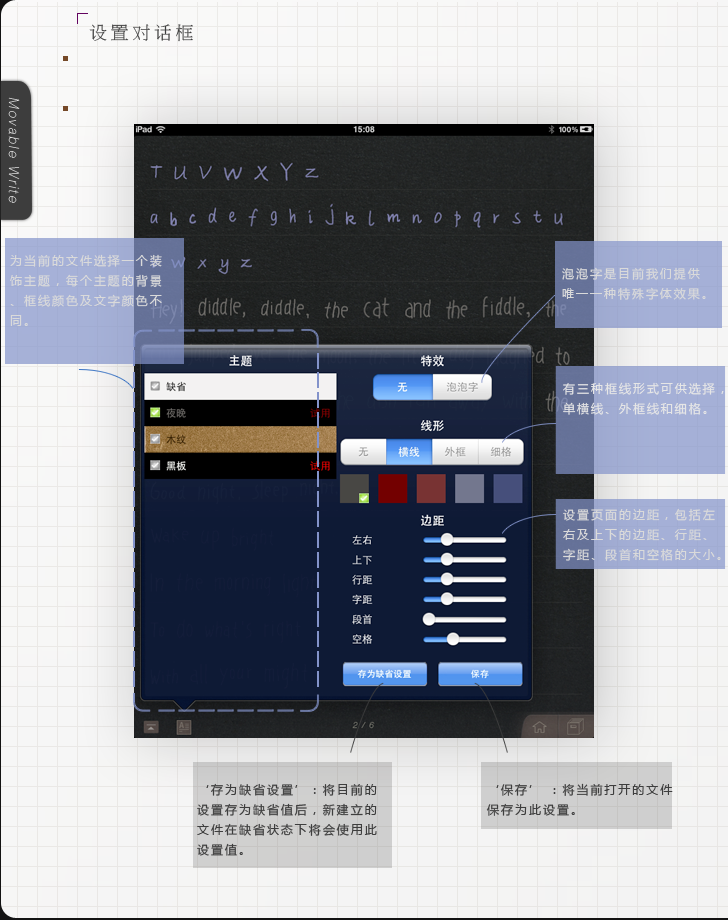 设置对话框
Movable Write
iPad
15:08
100%
T U V W X Y Z
a b c d e f g h i j k l m n o p q r s t u
w x y z
Hey! diddle, diddle, the cat and the fiddle, the
d to
为当前的文件选择一个装
饰主题，每个主题的背景
，框线颜色及文字颜色不
同。
泡泡字是目前我们提供
唯一一种特殊字体效果。
有三种框线形式可供选择，
单横线、外框线和细格。
设置页面的边距，包括左
右及上下的边距、行距、
字距、段首和空格的大小。
主题
缺省
夜晚 试用
木纹
黑板 试用
特效
无 泡泡字
线形
无 横线 外框 细格
边距
左右
上下
行距
字距
段首
空格
存为缺省设置 保存
2 / 6
‘存为缺省设置’：将目前的
设置存为缺省值后，新建立的
文件在缺省状态下将会使用此
设置值。
‘保存’ ：将当前打开的文件
保存为此设置。